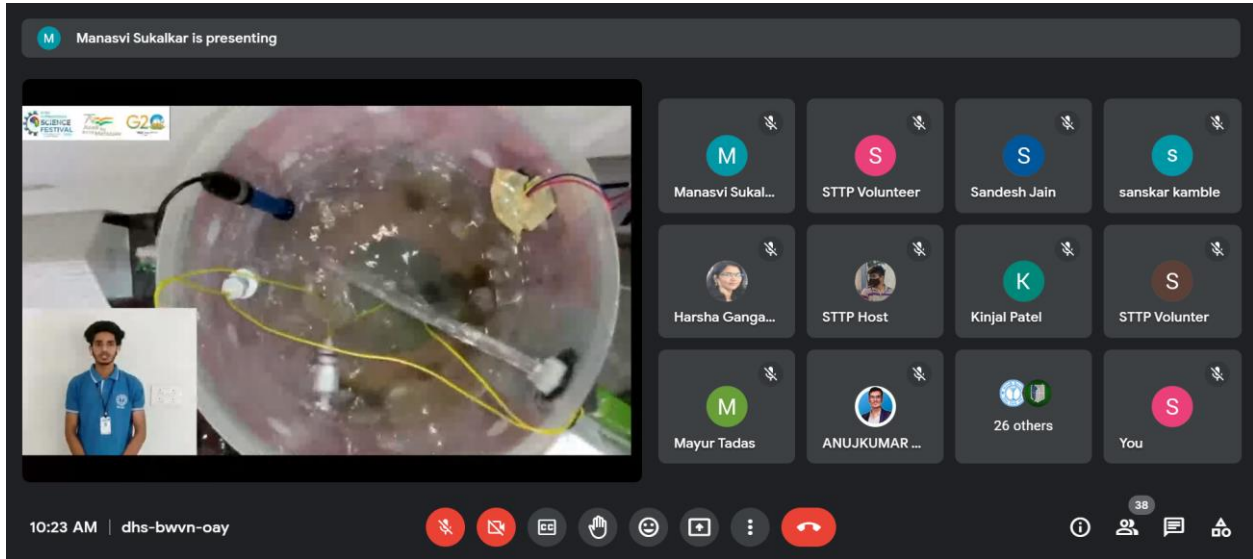 M Manasvi Sukalkar is presenting
SCIENCE
FESTIVAL
G20
M
Manasvi Sukal...
S
STTP Volunteer
S
Sandesh Jain
s
sanskar kamble
Harsha Ganga...
STTP Host
K
Kinjal Patel
S
STTP Volunter
M
Mayur Tadas
ANUJKUMAR ...
26 others
S
You
10:23 AM | dhs-bwvn-oay
CC
38